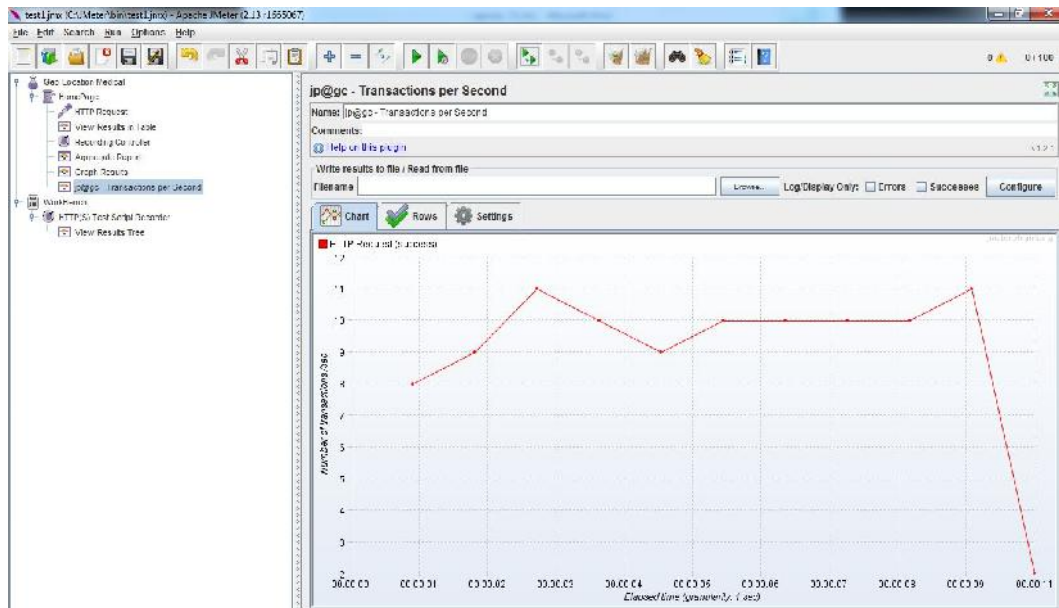 test1.jmx (C:\JMeter\bin\test1.jmx) - Apache JMeter (2.13 r1665067)
File Edit Search Run Options Help
0 0 / 100
Geo Location Medical
HomePage
HTTP Request
View Results in Table
Recording Controller
Aggregate Report
Graph Results
jp@gc - Transactions per Second
WorkBench
HTTP(S) Test Script Recorder
View Results Tree
jp@gc - Transactions per Second
Name: jp@gc - Transactions per Second
Comments:
Help on this plugin
Write results to file / Read from file
Filename Browse... Log/Display Only: Errors Successes Configure
Chart Rows Settings
HTTP Request (success)
12
11
10
9
8
7
6
5
4
3
2
Number of transactions /sec
00:00:00 00:00:01 00:00:02 00:00:03 00:00:04 00:00:05 00:00:06 00:00:07 00:00:08 00:00:09 00:00:11
Elapsed time (granularity: 1 sec)